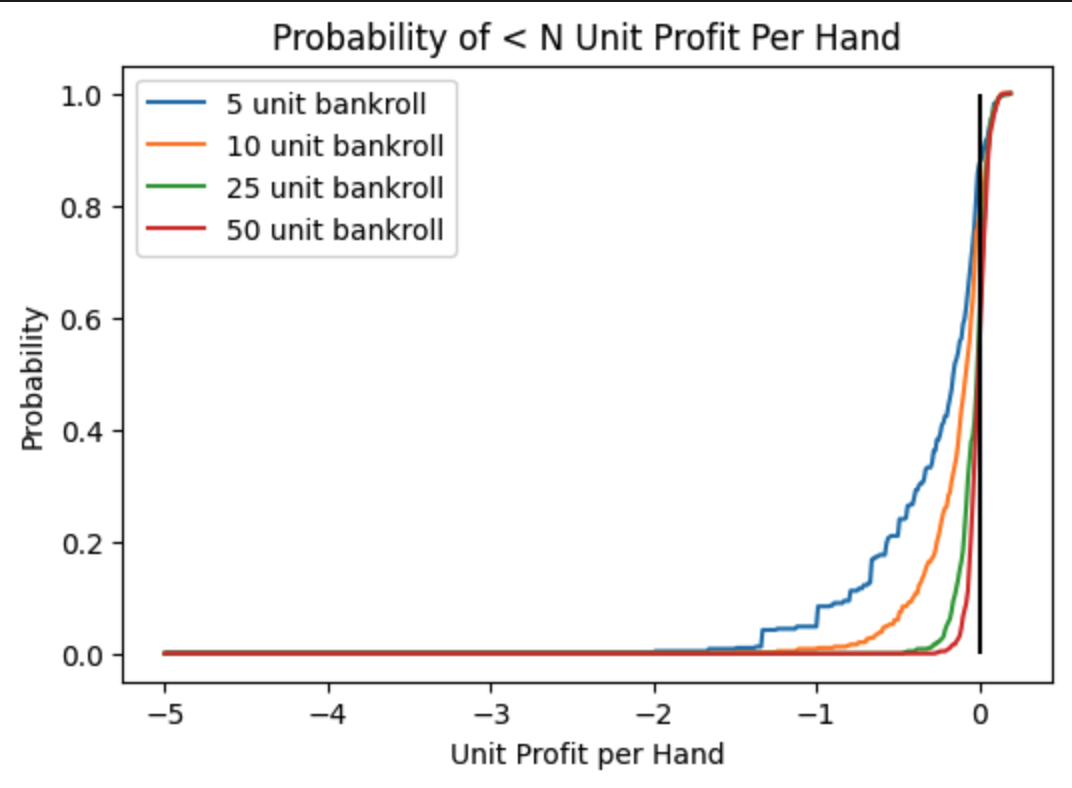 Probability of < N Unit Profit Per Hand
1.0
0.8
0.6
0.4
0.2
0.0
Probability
5 unit bankroll
10 unit bankroll
25 unit bankroll
50 unit bankroll
−5
−4
−3
−2
−1
0
Unit Profit per Hand